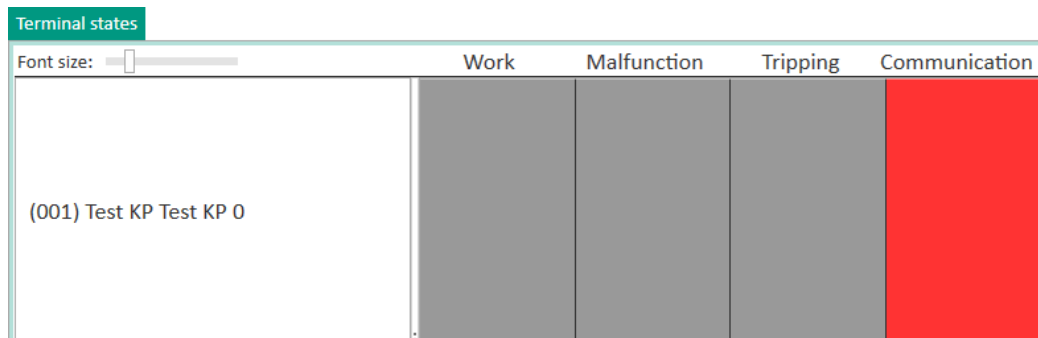 Terminal states
Font size: Work Malfunction Tripping Communication
(001) Test KP Test KP 0